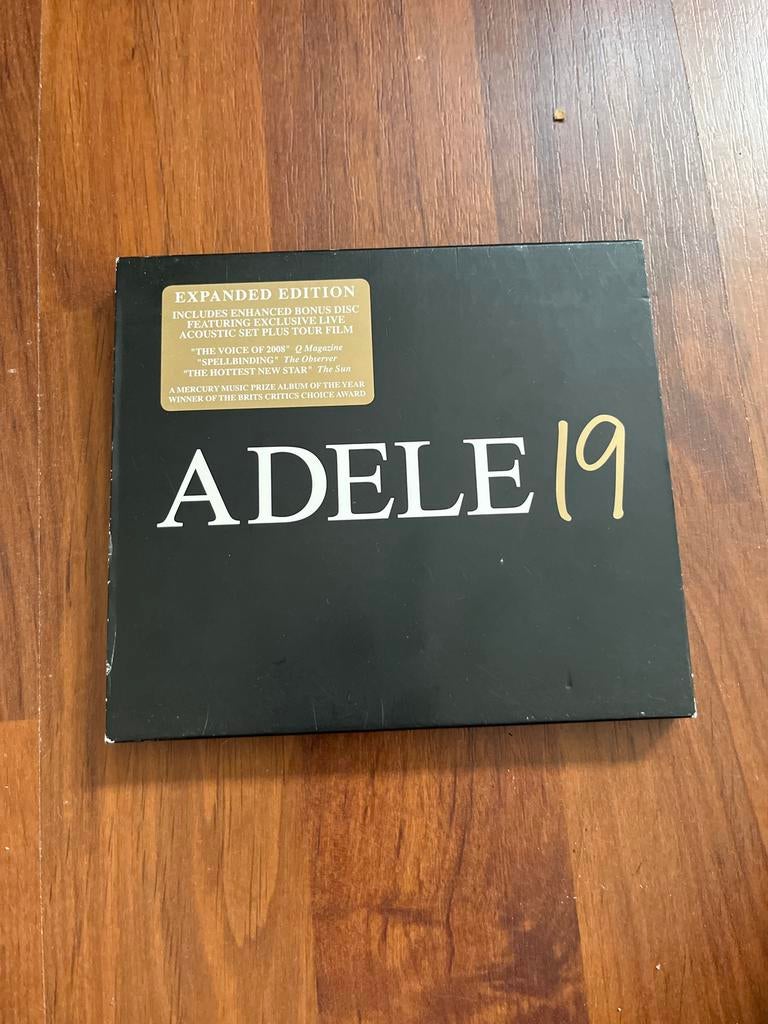 EXPANDED EDITION
INCLUDES ENHANCED BONUS DISC
FEATURING EXCLUSIVE LIVE
ACOUSTIC SET PLUS TOUR FILM
"THE VOICE OF 2008" Q Magazine
"SPELLBINDING" The Observer
"THE HOTTEST NEW STAR" The Sun
A MERCURY MUSIC PRIZE ALBUM OF THE YEAR
WINNER OF THE BRITS CRITICS CHOICE AWARD
ADELE 19